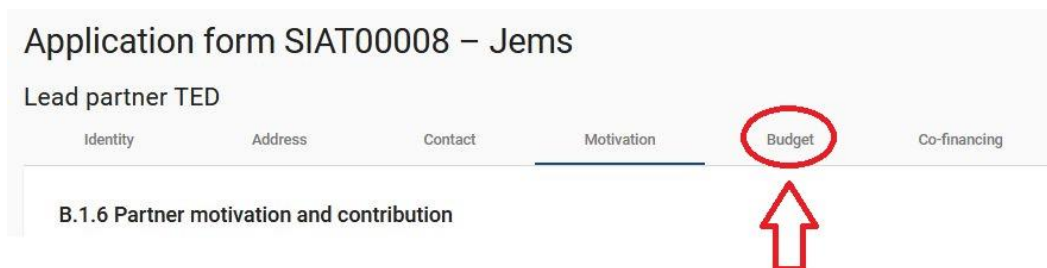 Application form SIAT00008 – Jems
Lead partner TED
Identity Address Contact Motivation Budget Co-financing
B.1.6 Partner motivation and contribution